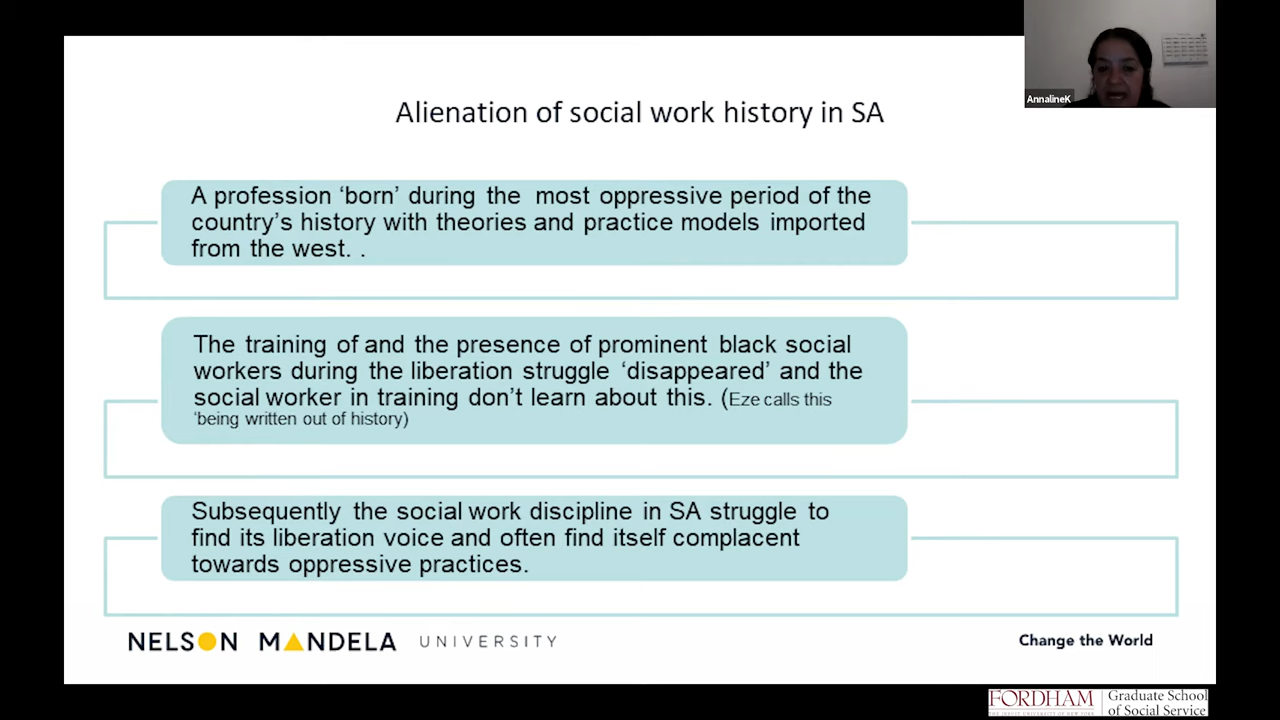 AnnalineK
Alienation of social work history in SA
A profession ‘born’ during the most oppressive period of the
country’s history with theories and practice models imported
from the west. .
The training of and the presence of prominent black social
workers during the liberation struggle ‘disappeared’ and the
social worker in training don’t learn about this. (Eze calls this
‘being written out of history)
Subsequently the social work discipline in SA struggle to
find its liberation voice and often find itself complacent
towards oppressive practices.
NELSON MANDELA UNIVERSITY
Change the World
FORDHAM
Graduate School
of Social Service